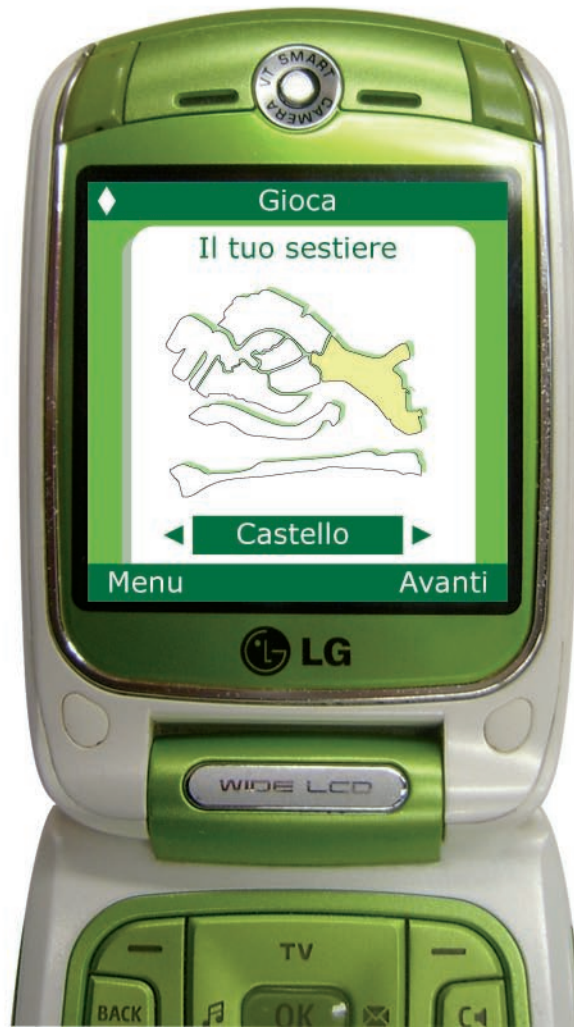 VT SMART CAMERA
Gioca
Il tuo sestiere
Castello
Menu Avanti
LG
WIDE LCD
TV
BACK OK C